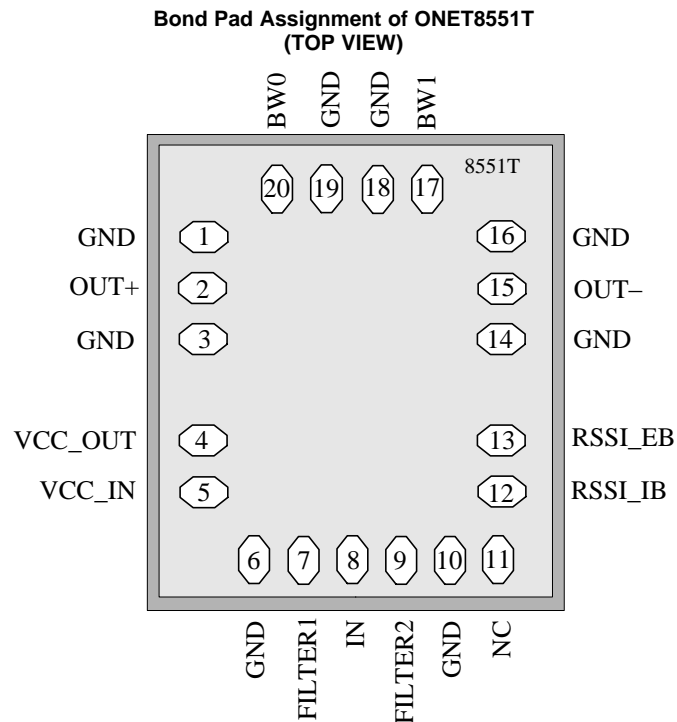 Bond Pad Assignment of ONET8551T
(TOP VIEW)
BW0 GND GND BW1
8551T
20 19 18 17
GND 1 16 GND
OUT+ 2 15 OUT–
GND 3 14 GND
VCC_OUT 4 13 RSSI_EB
VCC_IN 5 12 RSSI_IB
6 7 8 9 10 11
GND FILTER1 IN FILTER2 GND NC